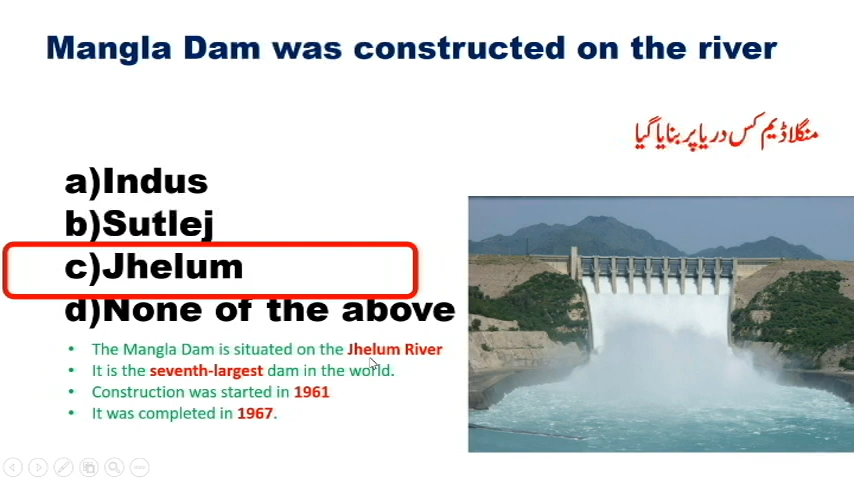 Mangla Dam was constructed on the river
منگلا ڈیم کس دریا پر بنایا گیا
a)Indus
b)Sutlej
c)Jhelum
d)None of the above
• The Mangla Dam is situated on the Jhelum River
• It is the seventh-largest dam in the world.
• Construction was started in 1961
• It was completed in 1967.